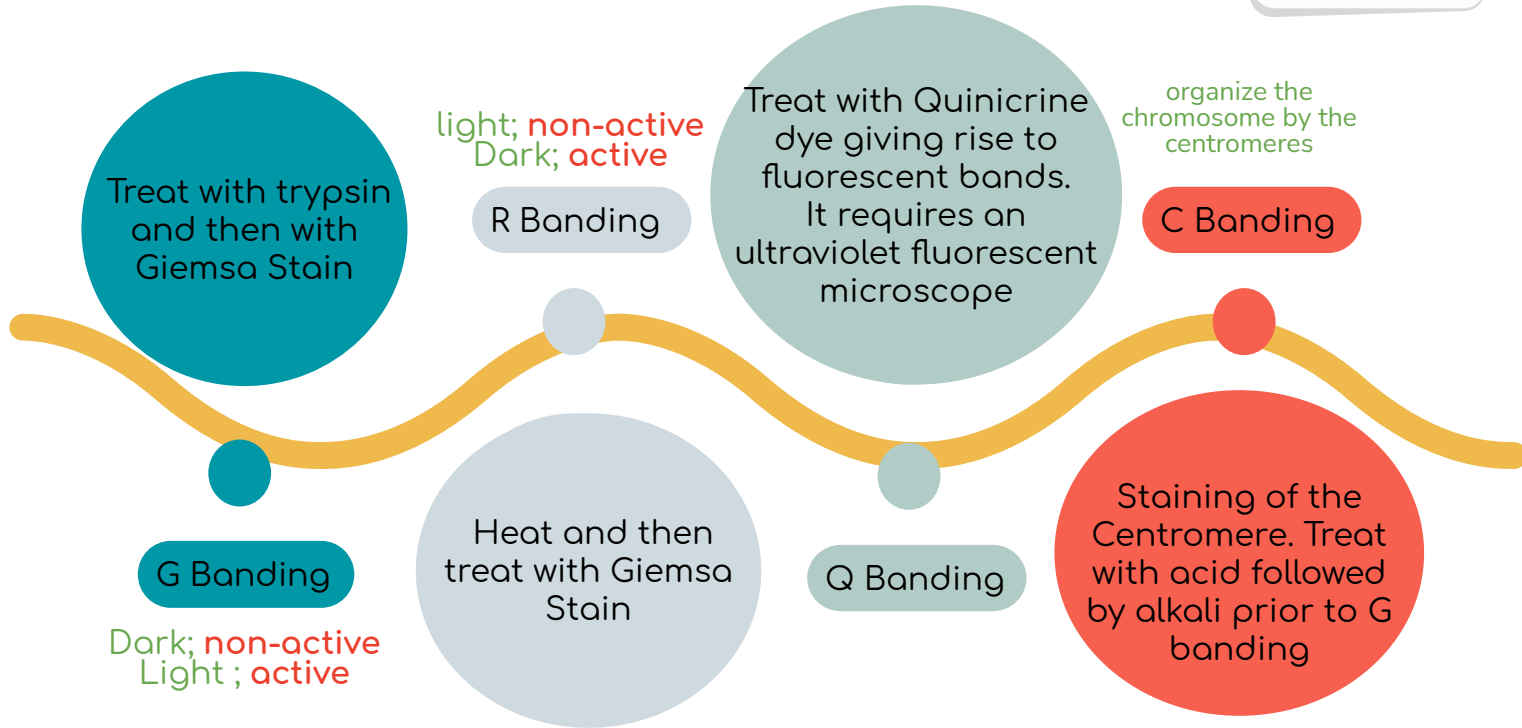 Treat with trypsin
and then with
Giemsa Stain
G Banding
Dark; non-active
Light ; active
light; non-active
Dark; active
R Banding
Heat and then
treat with Giemsa
Stain
Treat with Quinicrine
dye giving rise to
fluorescent bands.
It requires an
ultraviolet fluorescent
microscope
Q Banding
organize the
chromosome by the
centromeres
C Banding
Staining of the
Centromere. Treat
with acid followed
by alkali prior to G
banding